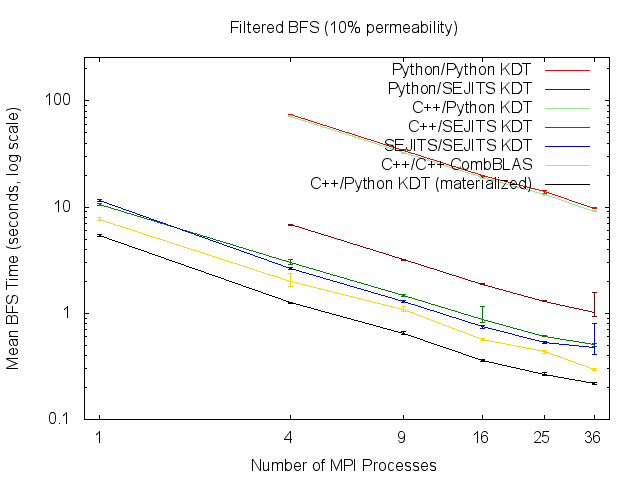 Filtered BFS (10% permeability)
Python/Python KDT
Python/SEJITS KDT
C++/Python KDT
C++/SEJITS KDT
SEJITS/SEJITS KDT
C++/C++ CombBLAS
C++/Python KDT (materialized)
Mean BFS Time (seconds, log scale)
100
10
1
0.1
1 4 9 16 25 36
Number of MPI Processes